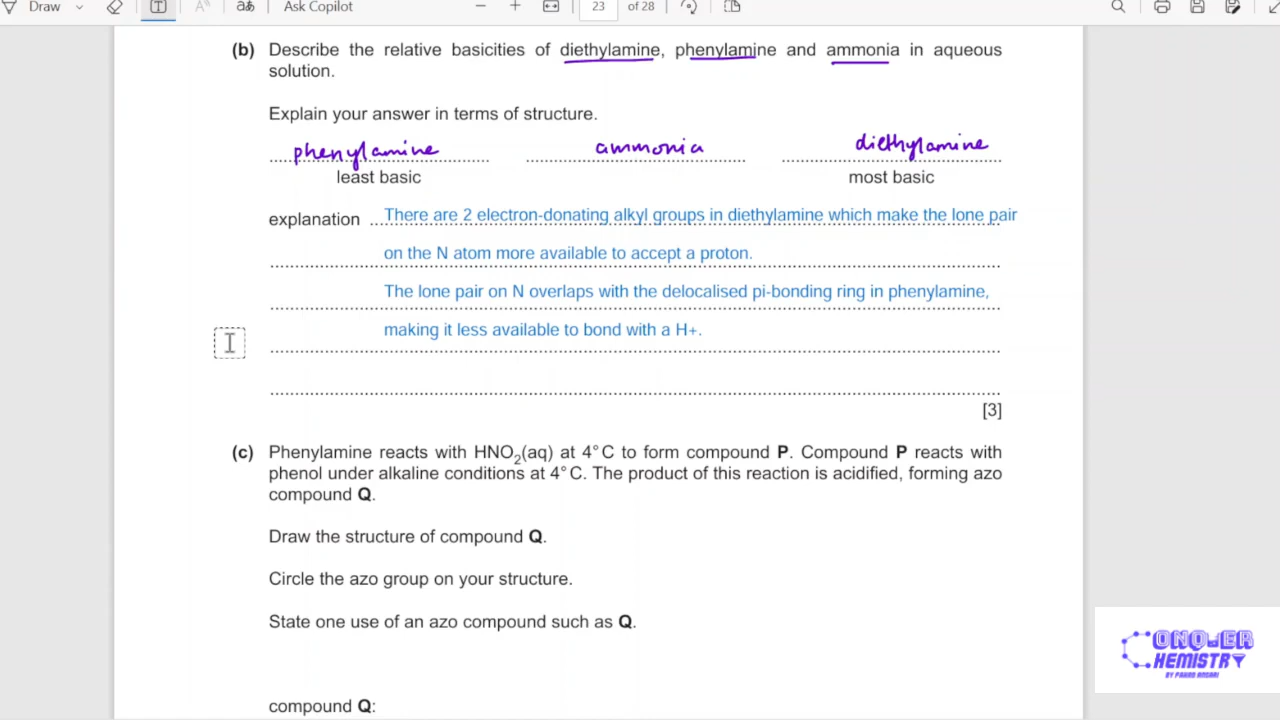 Draw
aあ
Ask Copilot
23 of 28
(b) Describe the relative basicities of diethylamine, phenylamine and ammonia in aqueous
solution.
Explain your answer in terms of structure.
phenylamine ammonia diethylamine
least basic most basic
explanation There are 2 electron-donating alkyl groups in diethylamine which make the lone pair
on the N atom more available to accept a proton.
The lone pair on N overlaps with the delocalised pi-bonding ring in phenylamine,
making it less available to bond with a H+.
[3]
(c) Phenylamine reacts with HNO₂(aq) at 4°C to form compound P. Compound P reacts with
phenol under alkaline conditions at 4°C. The product of this reaction is acidified, forming azo
compound Q.
Draw the structure of compound Q.
Circle the azo group on your structure.
State one use of an azo compound such as Q.
compound Q:
BY FAHAD ANSARI